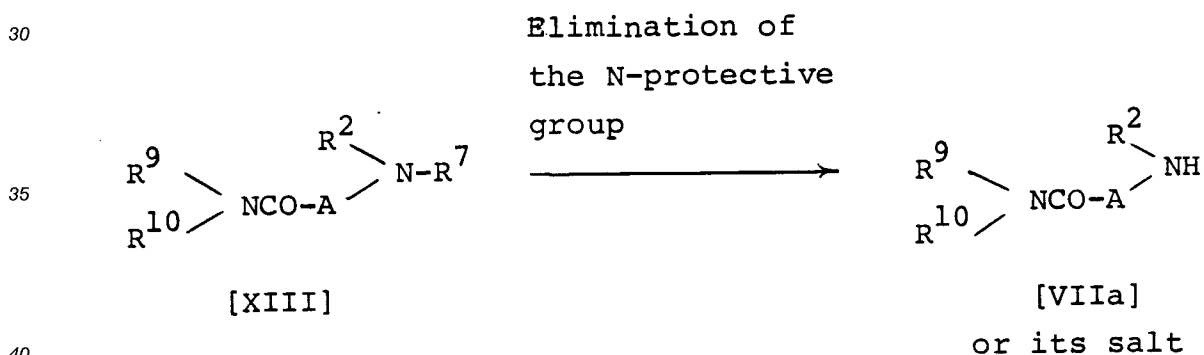 30
Elimination of
the N-protective
group
R2
R9 N-R7
35
NCO-A
R10
[XIII]
R2
R9 NH
NCO-A
R10
[VIIa]
or its salt
40